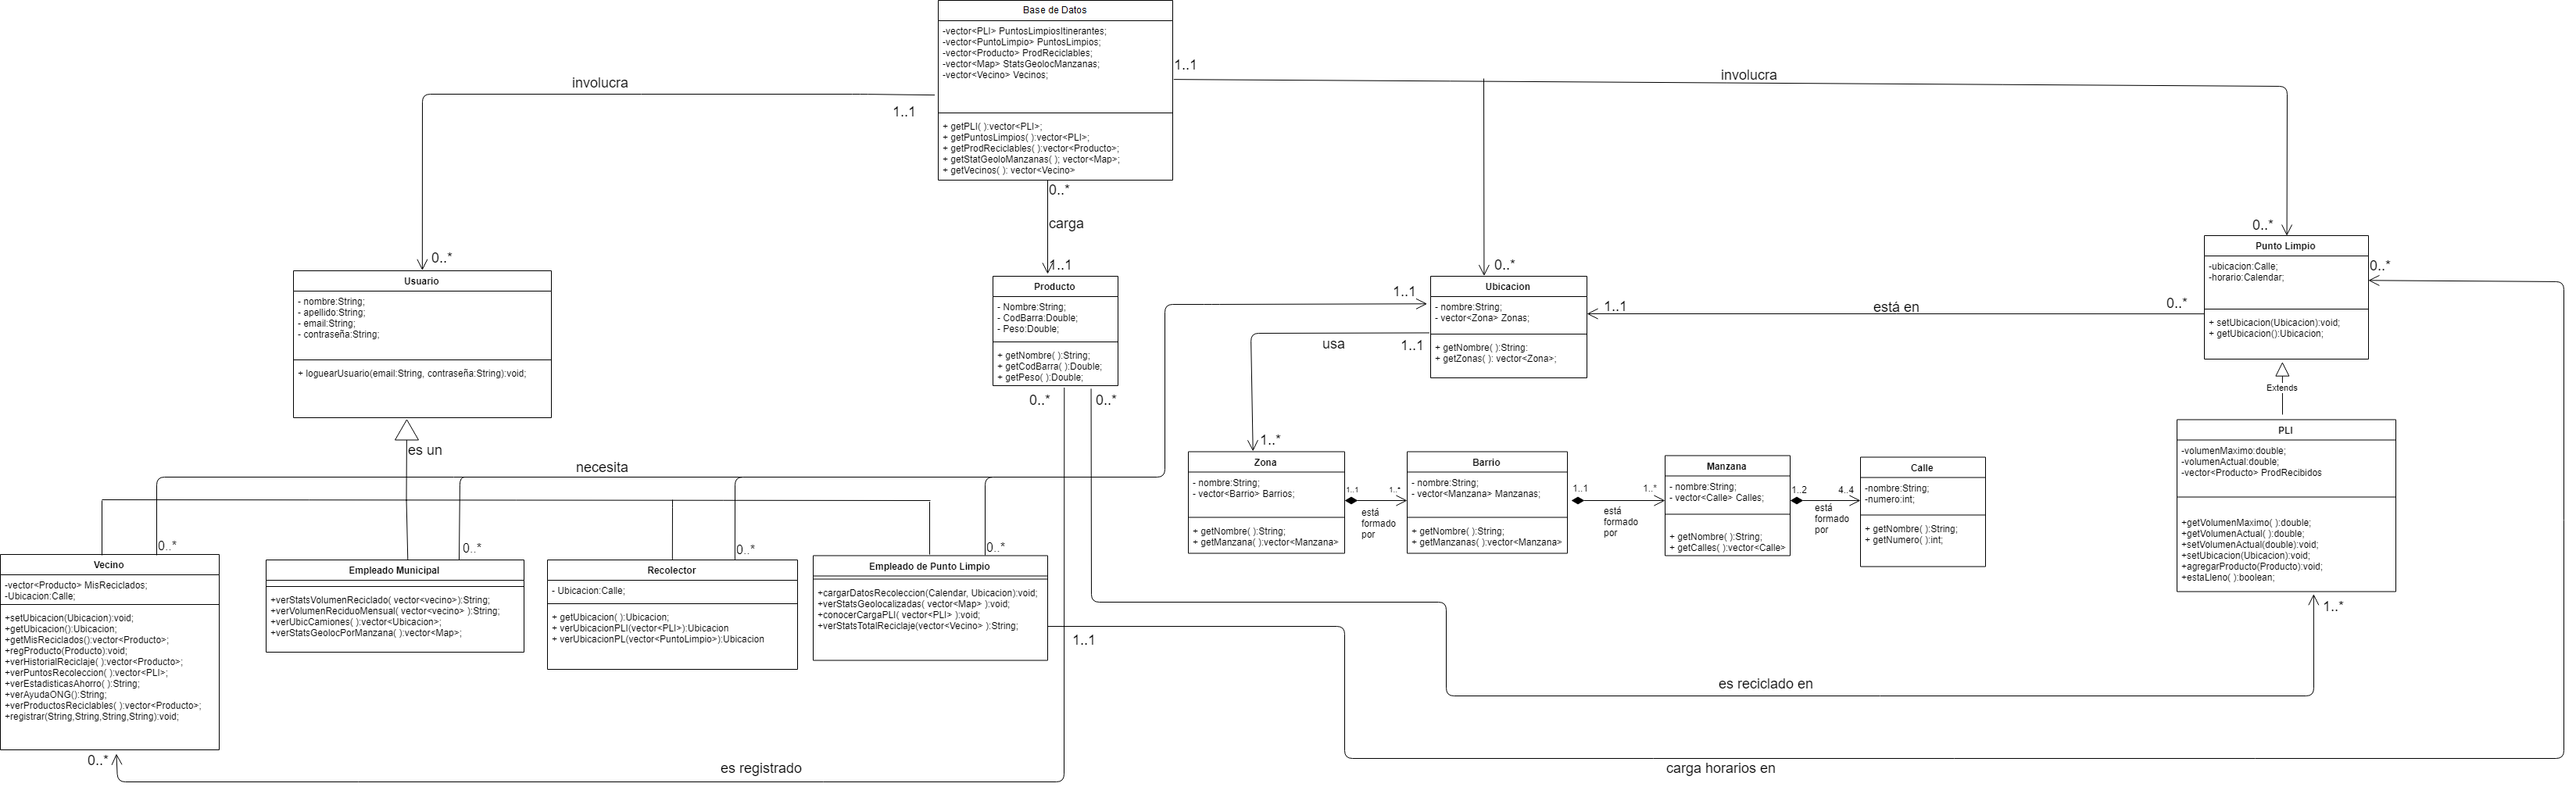 Base de Datos
-vector<PLI> PuntosLimpiosItinerantes;
-vector<PuntoLimpio> PuntosLimpios;
-vector<Producto> ProdReciclables;
-vector<Map> StatsGeolocManzanas;
-vector<Vecino> Vecinos;
+ getPLI( ):vector<PLI>;
+ getPuntosLimpios( ):vector<PLI>;
+ getProdReciclables( ):vector<Producto>;
+ getStatGeoloManzanas( ); vector<Map>;
+ getVecinos( ): vector<Vecino>
involucra
1..1
1..1
involucra
0..*
carga
1..1
0..*
0..*
0..*
Usuario
- nombre:String;
- apellido:String;
- email:String;
- contraseña:String;
+ loguearUsuario(email:String, contraseña:String):void;
Producto
- Nombre:String;
- CodBarra:Double;
- Peso:Double;
+ getNombre( ):String;
+ getCodBarra( ):Double;
+ getPeso( ):Double;
0..*
0..*
1..1
Ubicacion
- nombre:String;
- vector<Zona> Zonas;
+ getNombre( ):String:
+ getZonas( ): vector<Zona>;
1..1
está en
0..*
usa
1..1
Punto Limpio
-ubicacion:Calle;
-horario:Calendar;
+ setUbicacion(Ubicacion):void;
+ getUbicacion():Ubicacion;
0..*
Extends
es un
necesita
1..*
Zona
- nombre:String;
- vector<Barrio> Barrios;
+ getNombre( ):String;
+ getManzana( ):vector<Manzana>
1..1
1..*
está
formado
por
Barrio
- nombre:String;
- vector<Manzana> Manzanas;
+ getNombre( ):String;
+ getManzanas( ):vector<Manzana>
1..1
1..*
está
formado
por
Manzana
- nombre:String;
- vector<Calle> Calles;
+ getNombre( ):String;
+ getCalles( ):vector<Calle>
1..2
4..4
está
formado
por
Calle
-nombre:String;
-numero:int;
+ getNombre( ):String;
+ getNumero( ):int;
PLI
-volumenMaximo:double;
-volumenActual:double;
-vector<Producto> ProdRecibidos
+getVolumenMaximo( ):double;
+getVolumenActual( ):double;
+setVolumenActual(double):void;
+setUbicacion(Ubicacion):void;
+agregarProducto(Producto):void;
+estaLleno( ):boolean;
1..*
0..*
0..*
0..*
0..*
Vecino
-vector<Producto> MisReciclados;
-Ubicacion:Calle;
+setUbicacion(Ubicacion):void;
+getUbicacion():Ubicacion;
+getMisReciclados():vector<Producto>;
+regProducto(Producto):void;
+verHistorialReciclaje( ):vector<Producto>;
+verPuntosRecoleccion( ):vector<PLI>;
+verEstadisticasAhorro( ):String;
+verAyudaONG():String;
+verProductosReciclables( ):vector<Producto>;
+registrar(String,String,String,String):void;
Empleado Municipal
+verStatsVolumenReciclado( vector<vecino>):String;
+verVolumenReciduoMensual( vector<vecino> ):String;
+verUbicCamiones( ):vector<Ubicacion>;
+verStatsGeolocPorManzana( ):vector<Map>;
Recolector
- Ubicacion:Calle;
+ getUbicacion( ):Ubicacion;
+ verUbicacionPLI(vector<PLI>):Ubicacion
+ verUbicacionPL(vector<PuntoLimpio>):Ubicacion
Empleado de Punto Limpio
+cargarDatosRecoleccion(Calendar, Ubicacion):void;
+verStatsGeolocalizadas( vector<Map> ):void;
+conocerCargaPLI( vector<PLI> ):void;
+verStatsTotalReciclaje(vector<Vecino> ):String;
1..1
es reciclado en
0..*
es registrado
carga horarios en